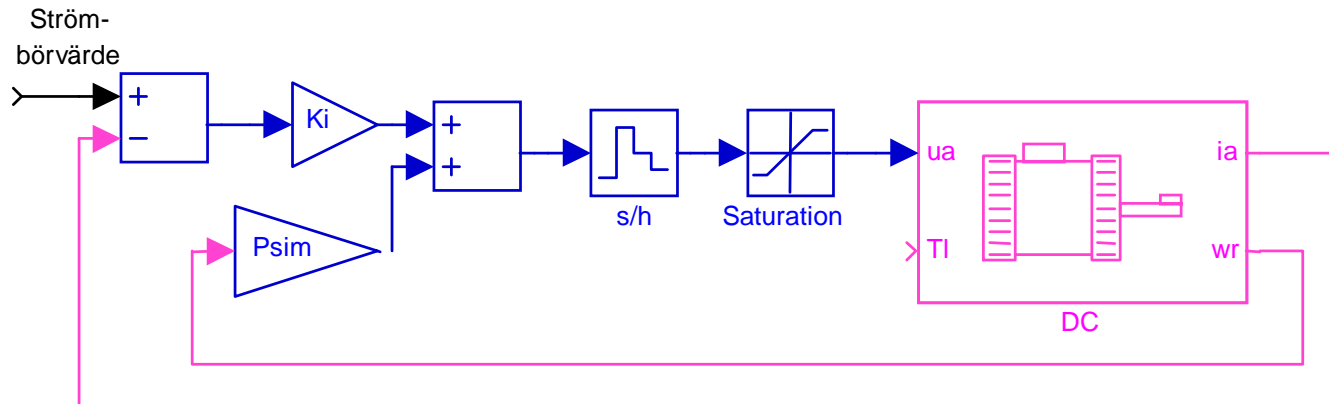 Ström-
börvärde
+
−
Ki
+
+
Psim
s/h
Saturation
ua
Tl
ia
wr
DC